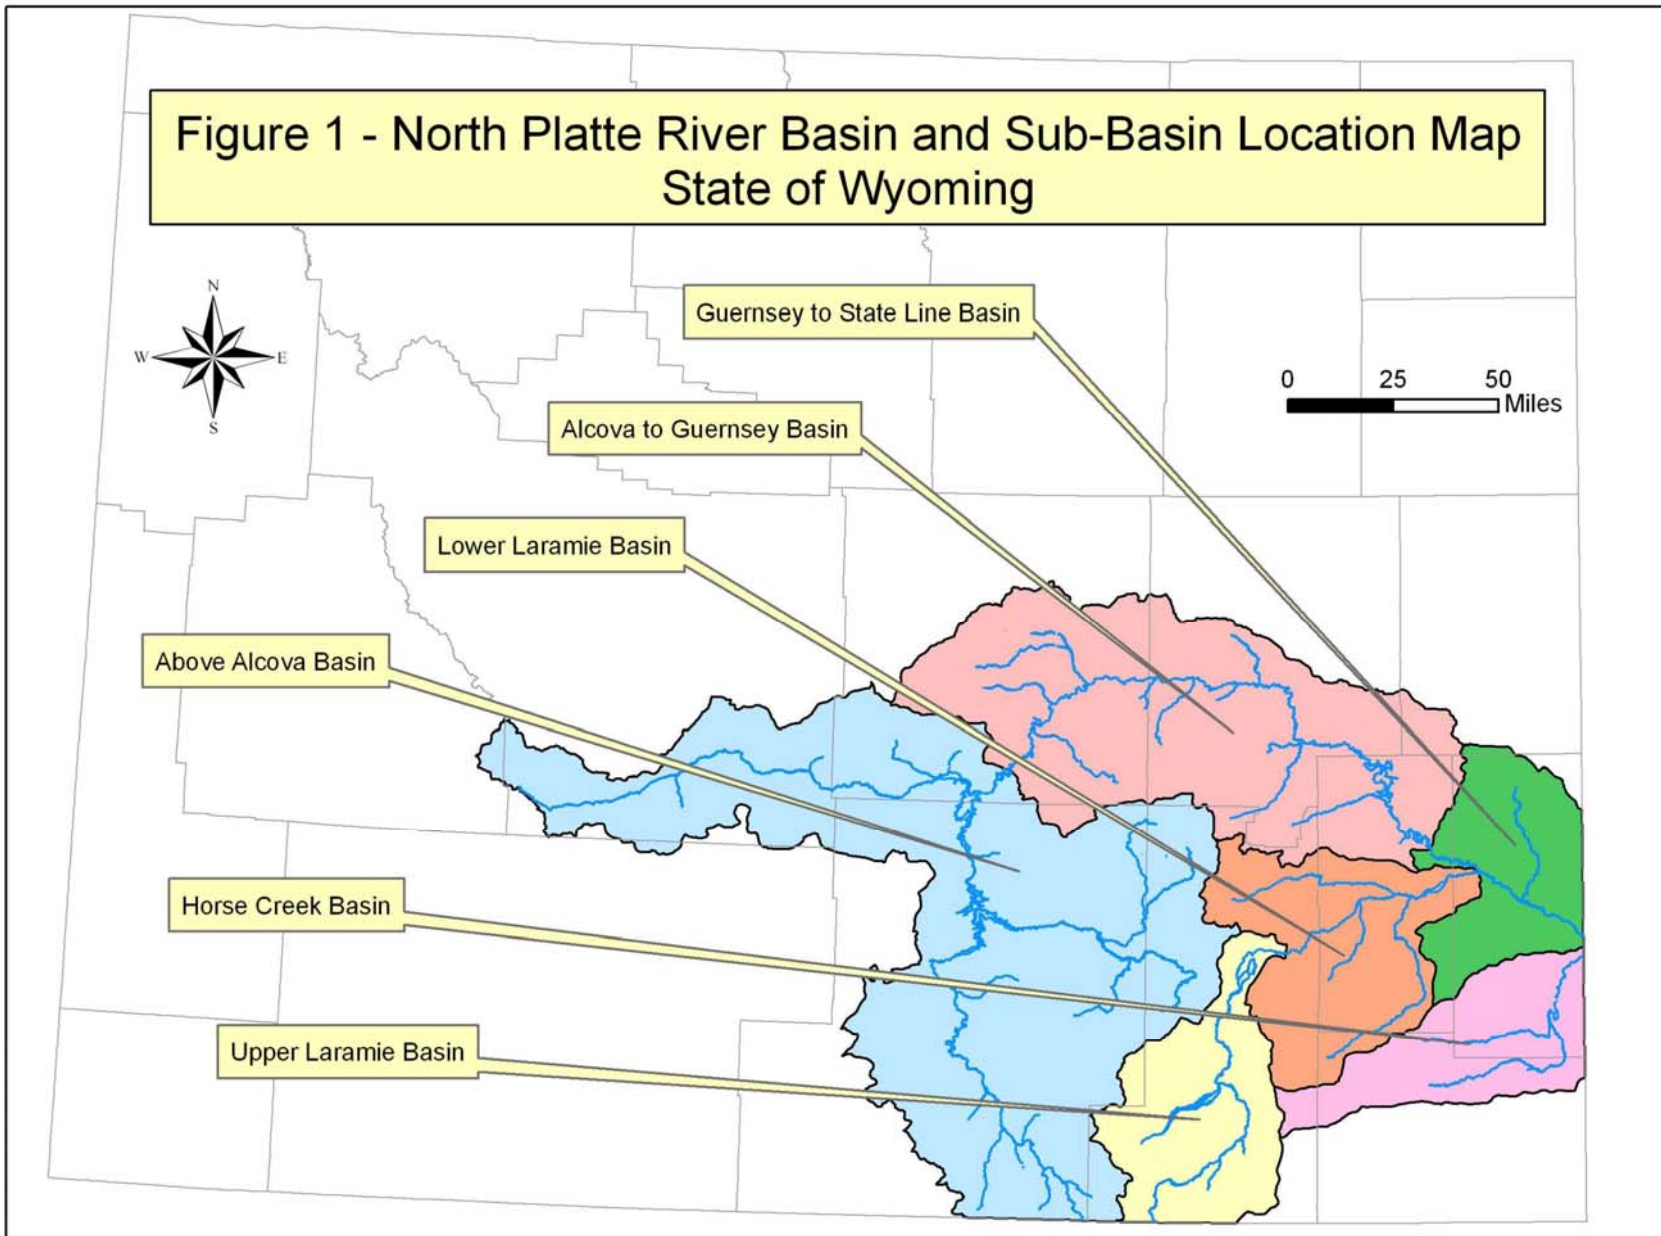 Figure 1 - North Platte River Basin and Sub-Basin Location Map
State of Wyoming
N
W
E
S
Guernsey to State Line Basin
0 25 50
Miles
Alcova to Guernsey Basin
Lower Laramie Basin
Above Alcova Basin
Horse Creek Basin
Upper Laramie Basin